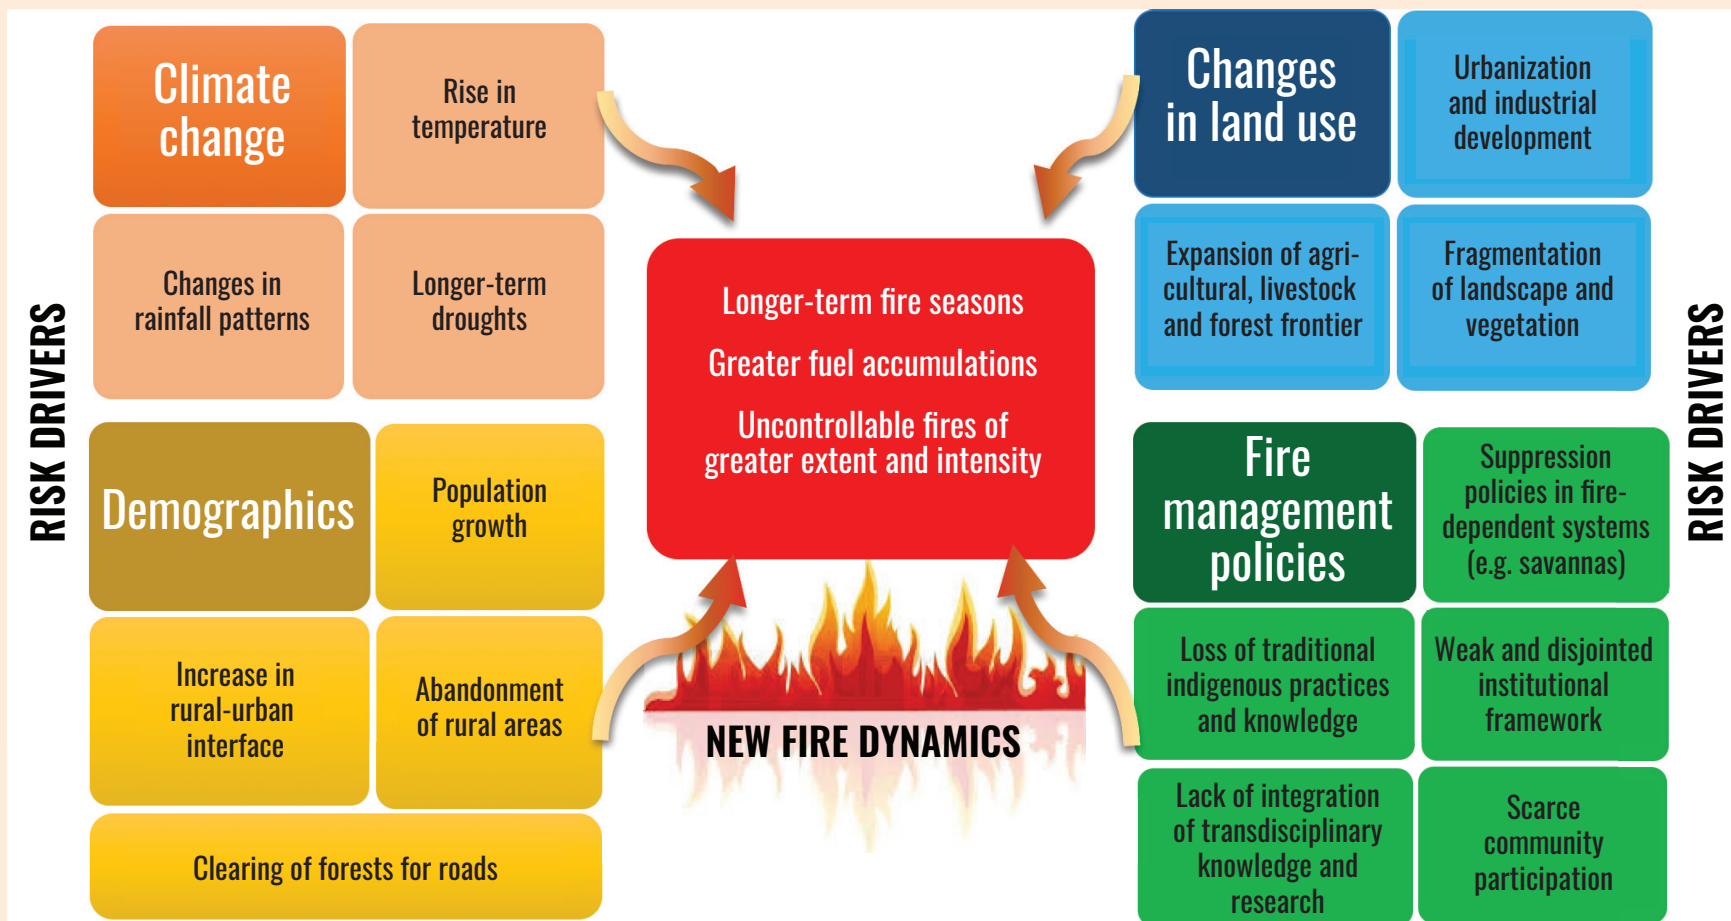 RISK DRIVERS
Climate
change
Rise in
temperature
Changes in
rainfall patterns
Longer-term
droughts
Demographics
Population
growth
Increase in
rural-urban
interface
Abandonment
of rural areas
Clearing of forests for roads
Longer-term fire seasons
Greater fuel accumulations
Uncontrollable fires of
greater extent and intensity
NEW FIRE DYNAMICS
Changes
in land use
Urbanization
and industrial
development
Expansion of agri-
cultural, livestock
and forest frontier
Fragmentation
of landscape and
vegetation
Fire
management
policies
Suppression
policies in fire-
dependent systems
(e.g. savannas)
Loss of traditional
indigenous practices
and knowledge
Weak and disjointed
institutional
framework
Lack of integration
of transdisciplinary
knowledge and
research
Scarce
community
participation
RISK DRIVERS